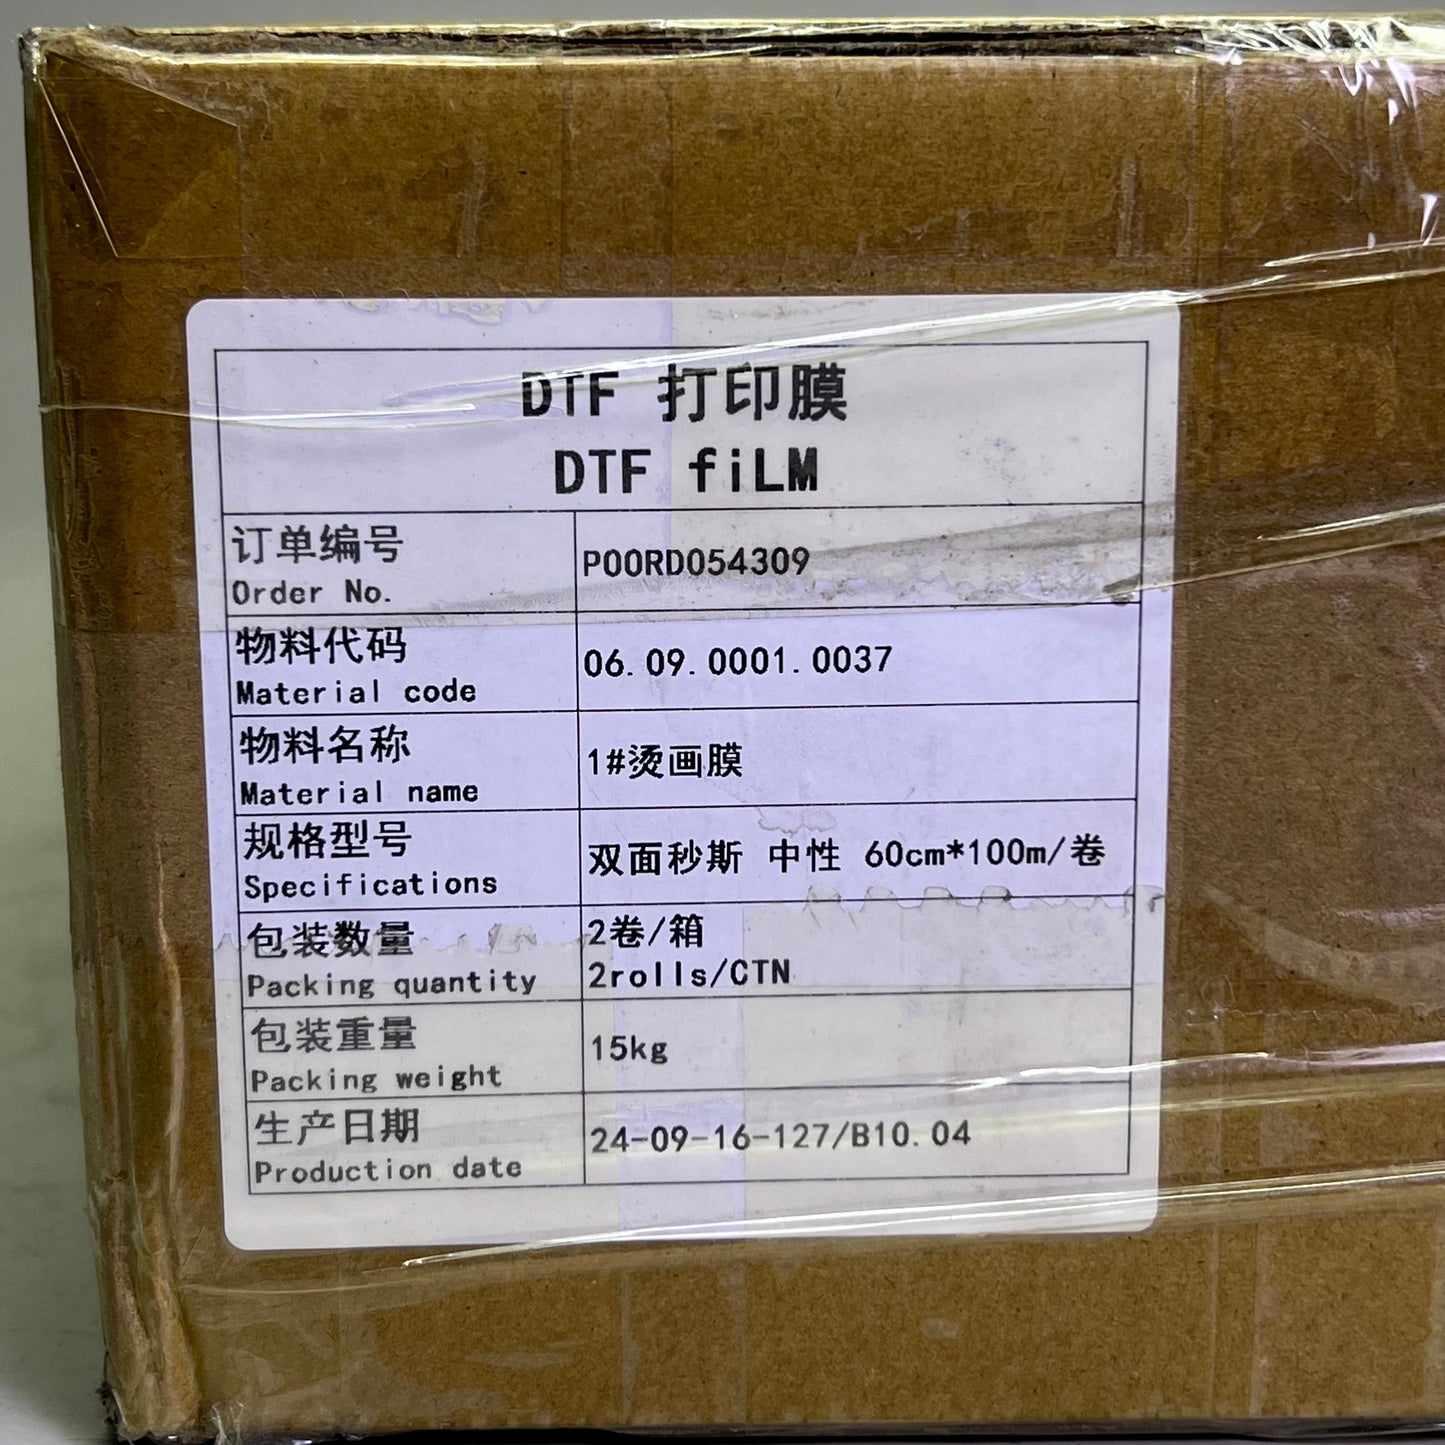 DTF 打印膜
DTF fiLM
订单编号
Order No.
POORD054309
物料代码
Material code
06.09.0001.0037
物料名称
Material name
1#烫画膜
规格型号
Specifications
双面秒斯 中性 60cm*100m/卷
包装数量
Packing quantity
2卷/箱
2rolls/CTN
包装重量
Packing weight
15kg
生产日期
Production date
24-09-16-127/B10.04